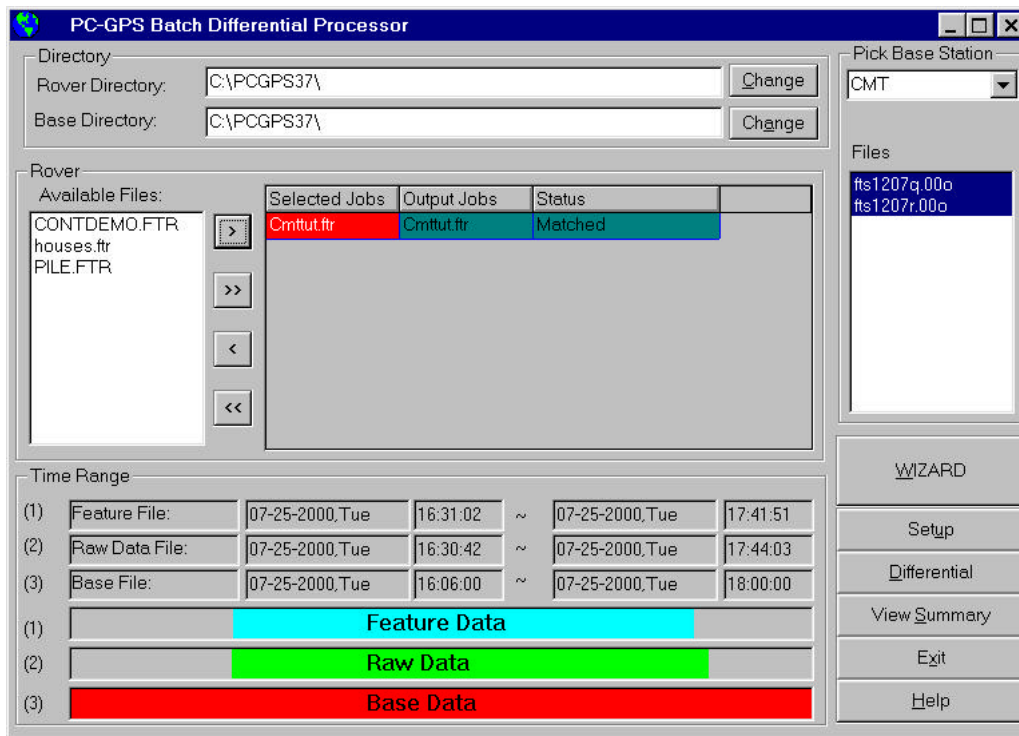 PC-GPS Batch Differential Processor
Directory
Rover Directory: C:\PCGPS37\ Change
Base Directory: C:\PCGPS37\ Change
Pick Base Station
CMT
Files
fts1207q.00o
fts1207r.00o
Rover
Available Files:
CONTDEMO.FTR
houses.ftr
PILE.FTR
>
>>
<
<<
Selected Jobs Output Jobs Status
Cmttut.ftr Cmttut.ftr Matched
Time Range
(1) Feature File: 07-25-2000,Tue 16:31:02 ~ 07-25-2000,Tue 17:41:51
(2) Raw Data File: 07-25-2000,Tue 16:30:42 ~ 07-25-2000,Tue 17:44:03
(3) Base File: 07-25-2000,Tue 16:06:00 ~ 07-25-2000,Tue 18:00:00
(1) Feature Data
(2) Raw Data
(3) Base Data
WIZARD
Setup
Differential
View Summary
Exit
Help